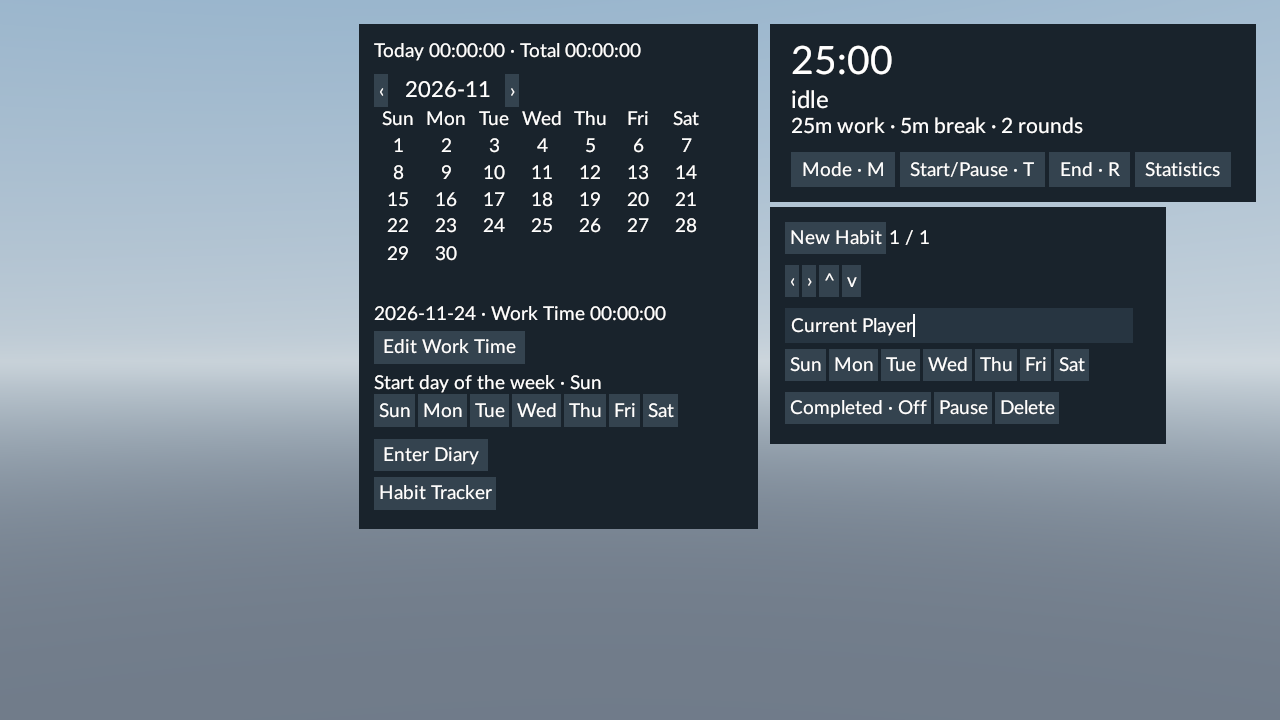 Today 00:00:00 · Total 00:00:00
‹ 2026-11 ›
Sun Mon Tue Wed Thu Fri Sat
1 2 3 4 5 6 7
8 9 10 11 12 13 14
15 16 17 18 19 20 21
22 23 24 25 26 27 28
29 30
2026-11-24 · Work Time 00:00:00
Edit Work Time
Start day of the week · Sun
Sun Mon Tue Wed Thu Fri Sat
Enter Diary
Habit Tracker
25:00
idle
25m work · 5m break · 2 rounds
Mode · M Start/Pause · T End · R Statistics
New Habit 1 / 1
‹ › ^ v
Current Player
Sun Mon Tue Wed Thu Fri Sat
Completed · Off Pause Delete